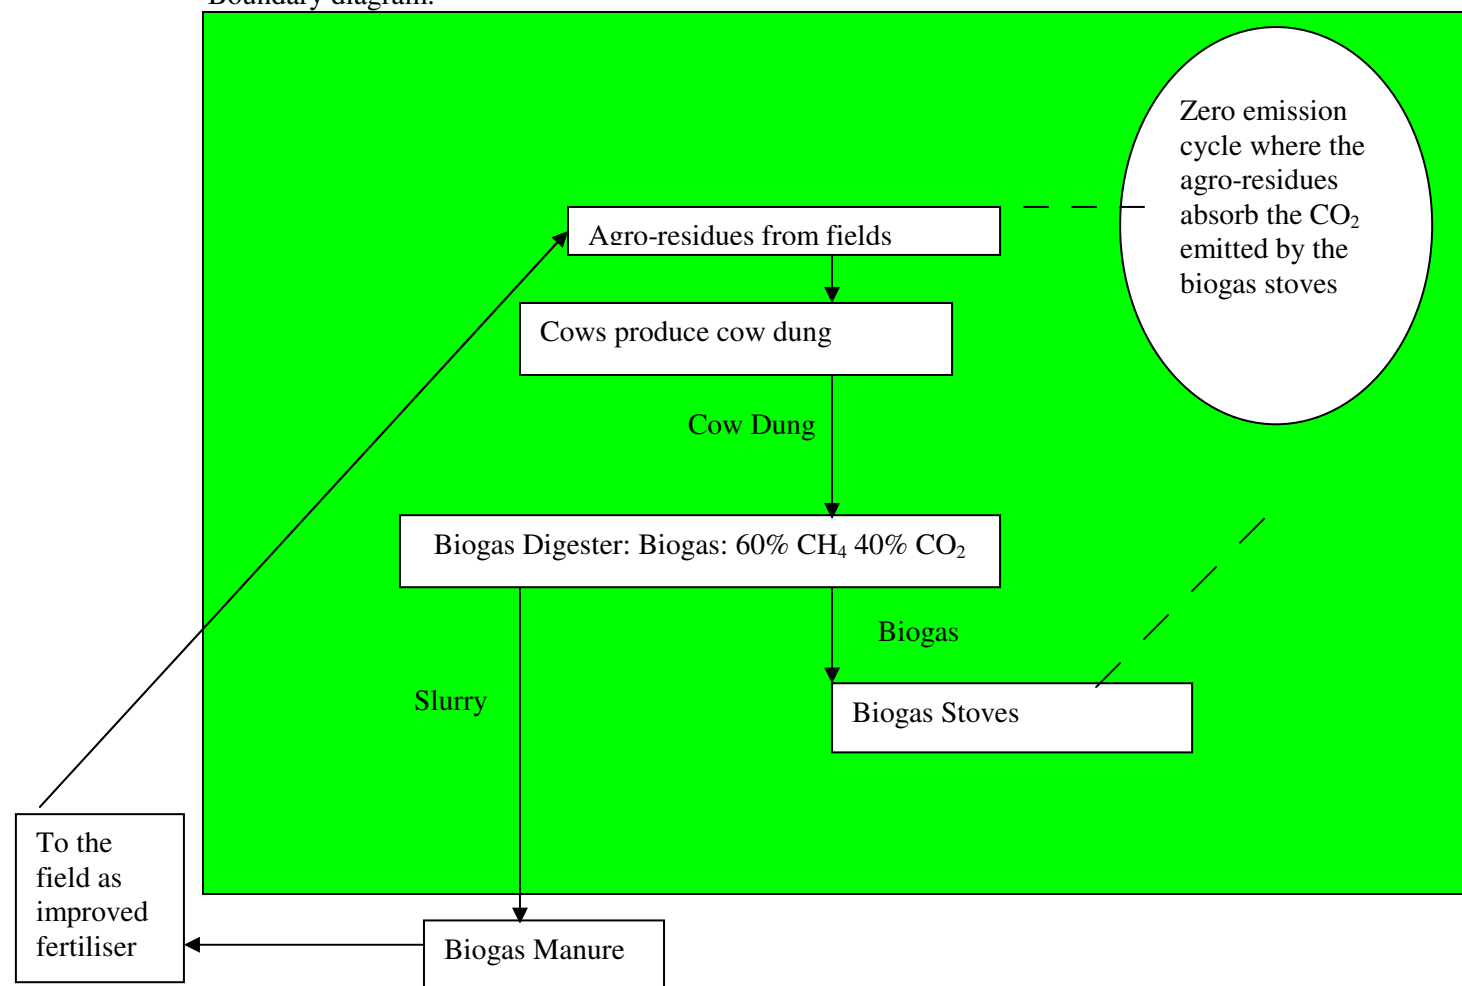 Boundary diagram:
Zero emission
cycle where the
agro-residues
absorb the CO₂
emitted by the
biogas stoves
Agro-residues from fields
Cows produce cow dung
Cow Dung
Biogas Digester: Biogas: 60% CH₄ 40% CO₂
Biogas
Slurry
Biogas Stoves
To the
field as
improved
fertiliser
Biogas Manure